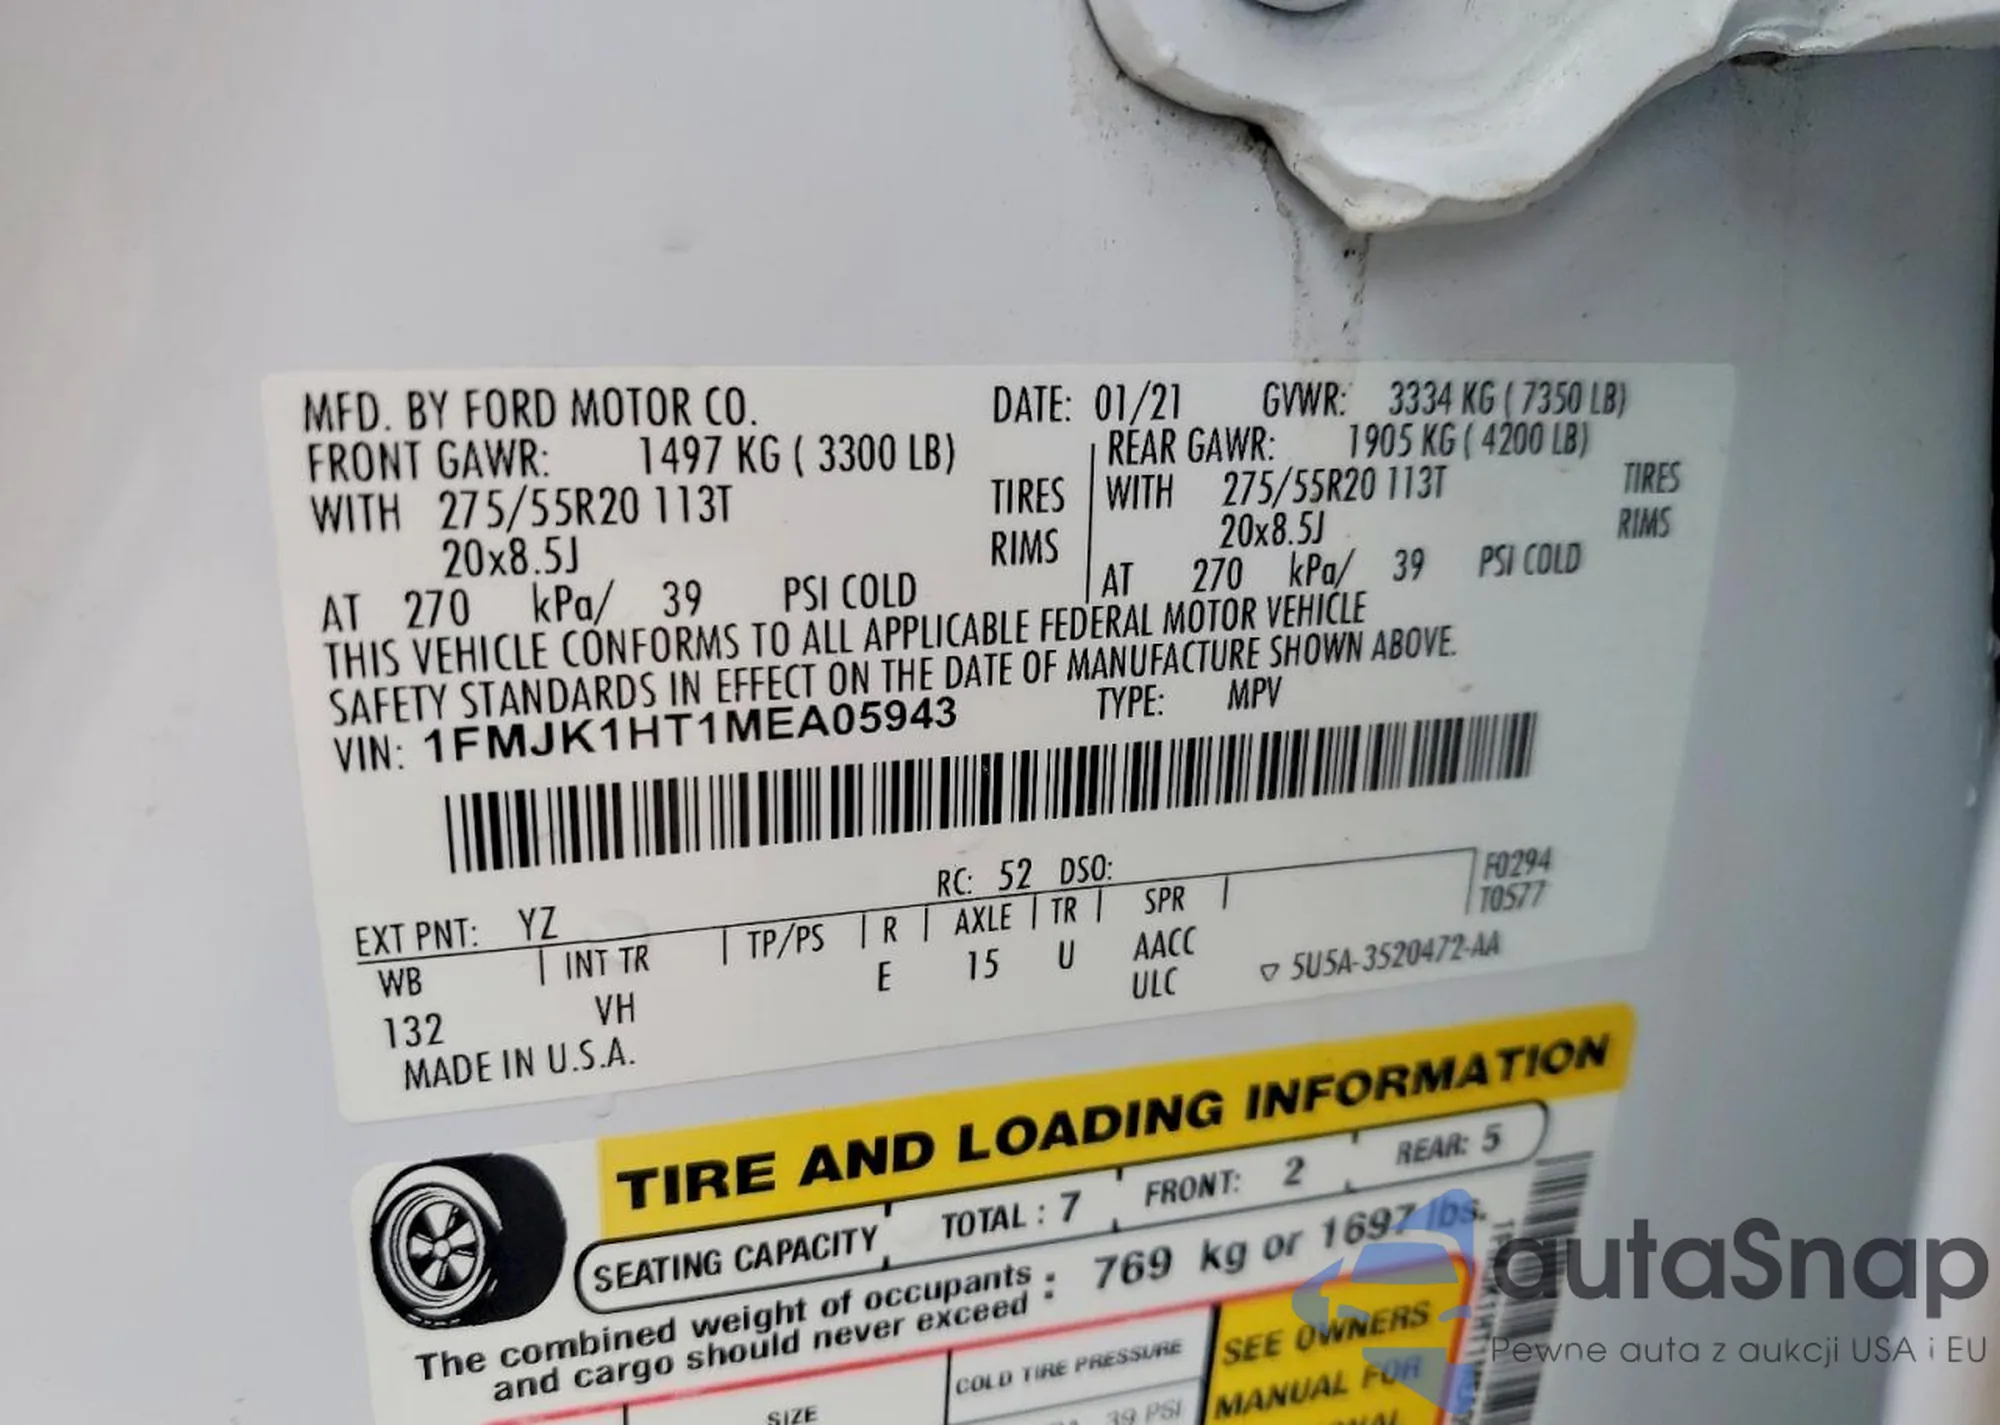 MFD. BY FORD MOTOR CO. DATE: 01/21 GVWR: 3334 KG ( 7350 LB)
FRONT GAWR: 1497 KG ( 3300 LB) REAR GAWR: 1905 KG ( 4200 LB)
WITH 275/55R20 113T TIRES WITH 275/55R20 113T TIRES
20x8.5J RIMS 20x8.5J RIMS
AT 270 kPa/ 39 PSI COLD AT 270 kPa/ 39 PSI COLD
THIS VEHICLE CONFORMS TO ALL APPLICABLE FEDERAL MOTOR VEHICLE
SAFETY STANDARDS IN EFFECT ON THE DATE OF MANUFACTURE SHOWN ABOVE.
VIN: 1FMJK1HT1MEA05943 TYPE: MPV
RC: 52 DSO: F0294
EXT PNT: YZ T0577
WB INT TR TP/PS R AXLE TR SPR
132 VH E 15 U AACC ▽ 5U5A-3520472-AA
ULC
MADE IN U.S.A.
TIRE AND LOADING INFORMATION
SEATING CAPACITY TOTAL : 7 FRONT: 2 REAR: 5
The combined weight of occupants : 769 kg or 1697 lbs.
and cargo should never exceed
SIZE COLD TIRE PRESSURE SEE OWNERS
39 PSI MANUAL FOR
autaSnap
Pewne auta z aukcji USA i EU